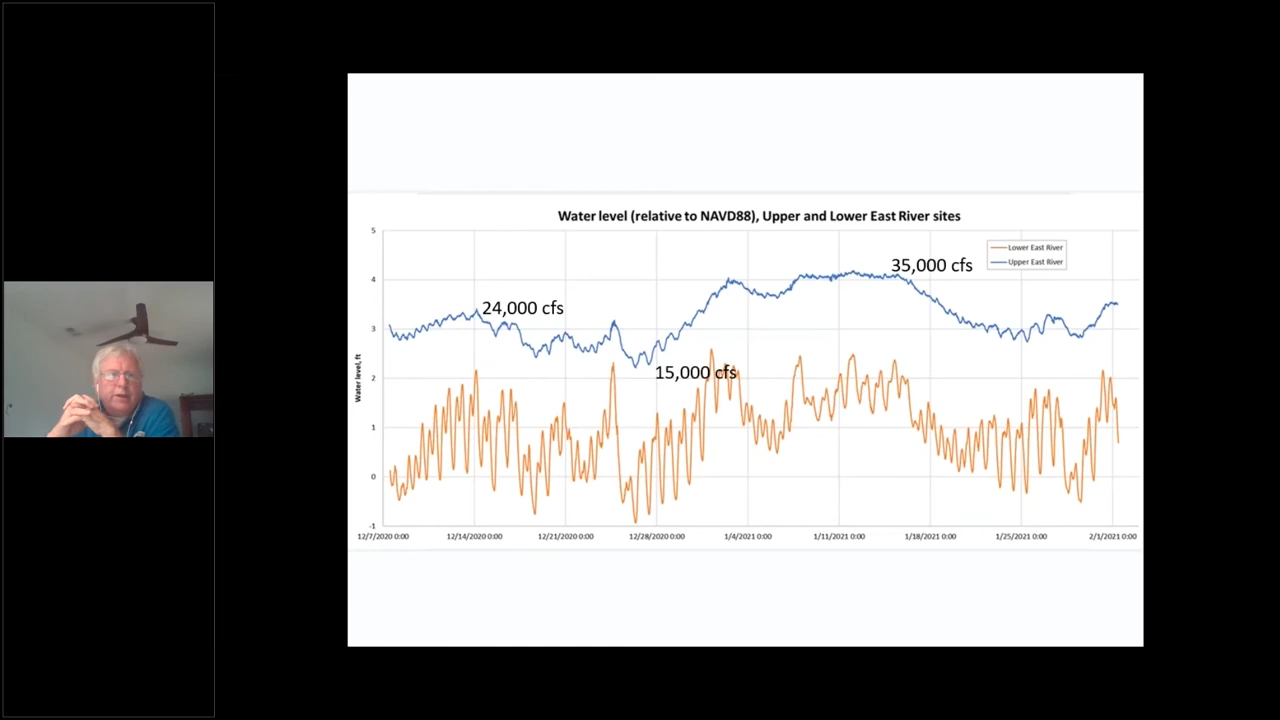 Water level (relative to NAVD88), Upper and Lower East River sites
5
4
3
2
1
0
-1
Water level, ft
Lower East River
Upper East River
35,000 cfs
24,000 cfs
15,000 cfs
12/7/2020 0:00
12/14/2020 0:00
12/21/2020 0:00
12/28/2020 0:00
1/4/2021 0:00
1/11/2021 0:00
1/18/2021 0:00
1/25/2021 0:00
2/1/2021 0:00